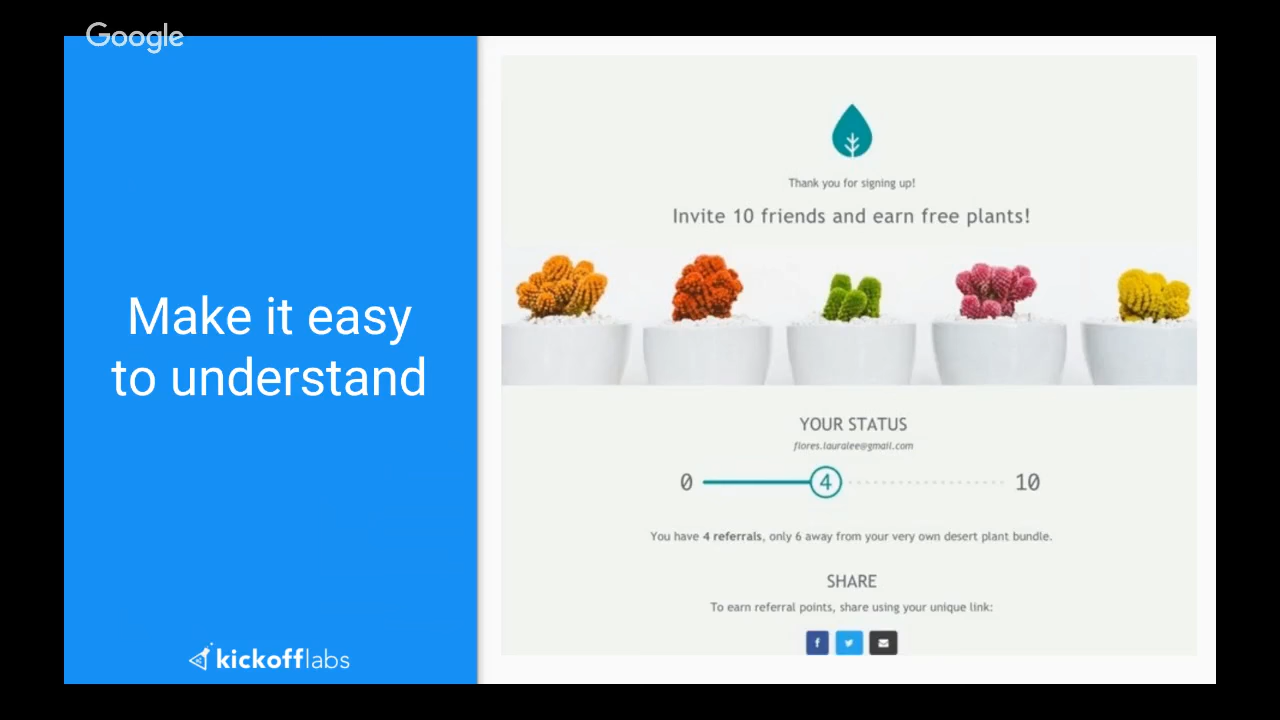 Google
Make it easy
to understand
kickofflabs
Thank you for signing up!
Invite 10 friends and earn free plants!
YOUR STATUS
flores.lauralee@gmail.com
0 4 10
You have 4 referrals, only 6 away from your very own desert plant bundle.
SHARE
To earn referral points, share using your unique link: